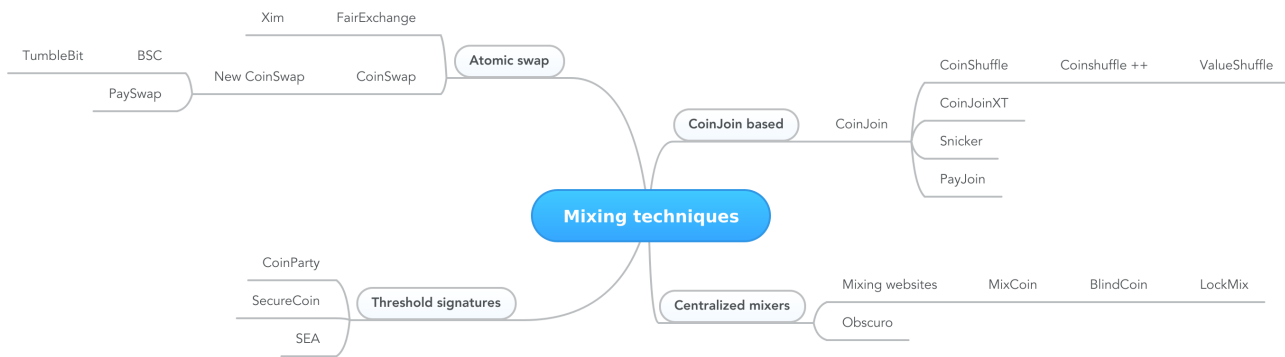 Xim FairExchange
Atomic swap
TumbleBit BSC
New CoinSwap CoinSwap
PaySwap
CoinShuffle Coinshuffle ++ ValueShuffle
CoinJoinXT
CoinJoin based CoinJoin
Snicker
PayJoin
Mixing techniques
CoinParty
SecureCoin
Threshold signatures
SEA
Mixing websites MixCoin BlindCoin LockMix
Centralized mixers
Obscuro